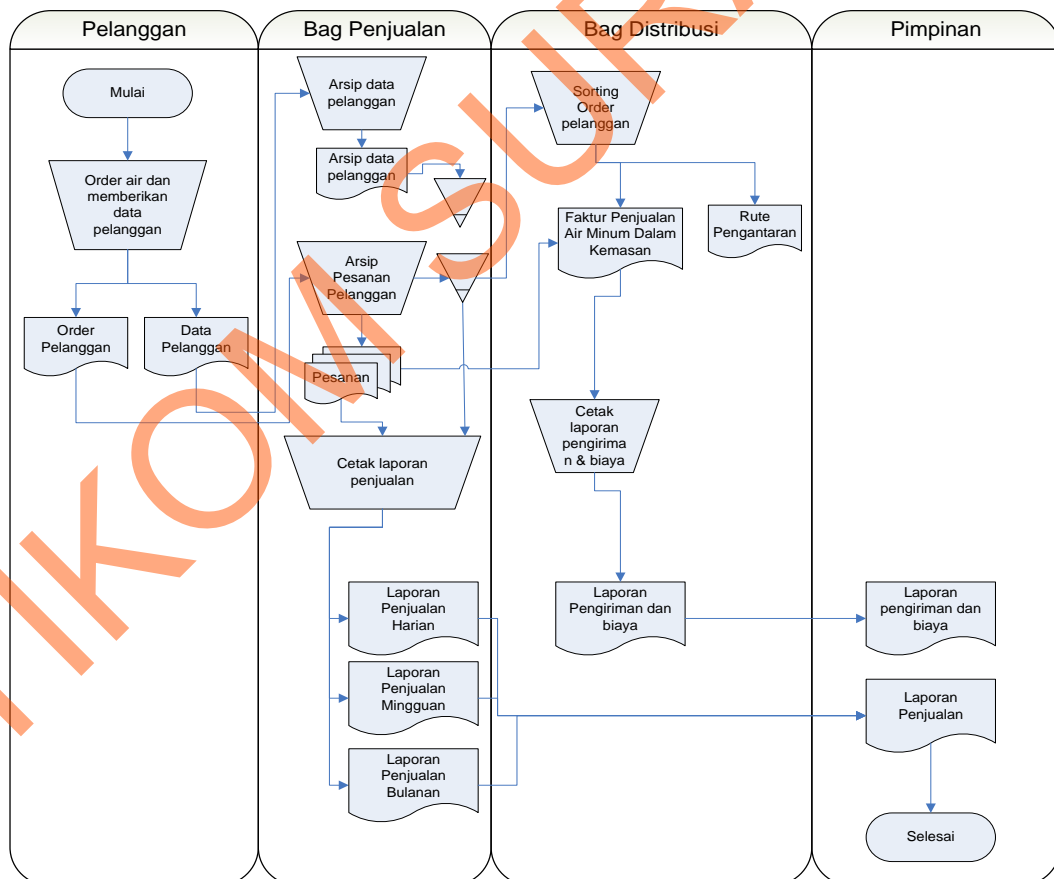 Pelanggan
Bag Penjualan
Bag Distribusi
Pimpinan
Mulai
Order air dan
memberikan
data
pelanggan
Order
Pelanggan
Data
Pelanggan
Arsip data
pelanggan
Arsip data
pelanggan
Arsip
Pesanan
Pelanggan
Pesanan
Cetak laporan
penjualan
Laporan
Penjualan
Harian
Laporan
Penjualan
Mingguan
Laporan
Penjualan
Bulanan
Sorting
Order
pelanggan
Faktur Penjualan
Air Minum Dalam
Kemasan
Rute
Pengantaran
Cetak
laporan
pengirima
n & biaya
Laporan
Pengiriman dan
biaya
Laporan
pengiriman dan
biaya
Laporan
Penjualan
Selesai
IKOM SURA